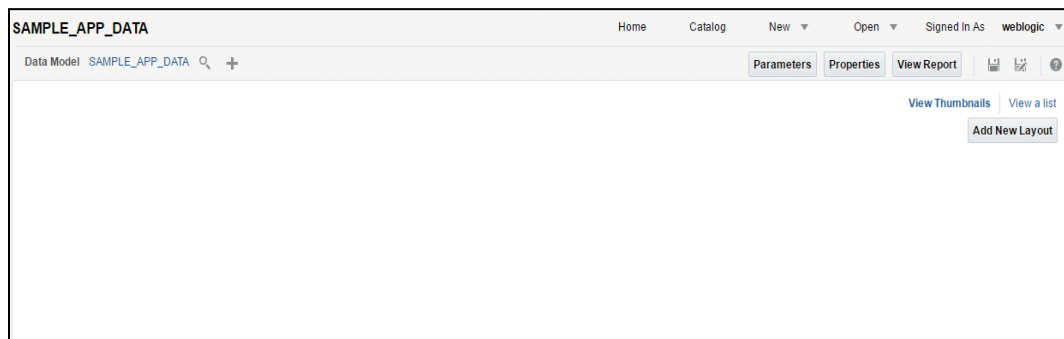 SAMPLE_APP_DATA Home Catalog New Open Signed In As weblogic
Data Model SAMPLE_APP_DATA Parameters Properties View Report
View Thumbnails View a list
Add New Layout